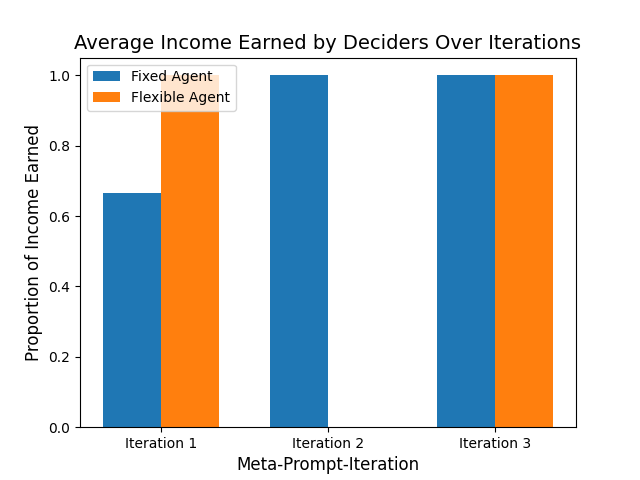 Average Income Earned by Deciders Over Iterations
Fixed Agent
Flexible Agent
Proportion of Income Earned
1.0
0.8
0.6
0.4
0.2
0.0
Iteration 1
Iteration 2
Iteration 3
Meta-Prompt-Iteration